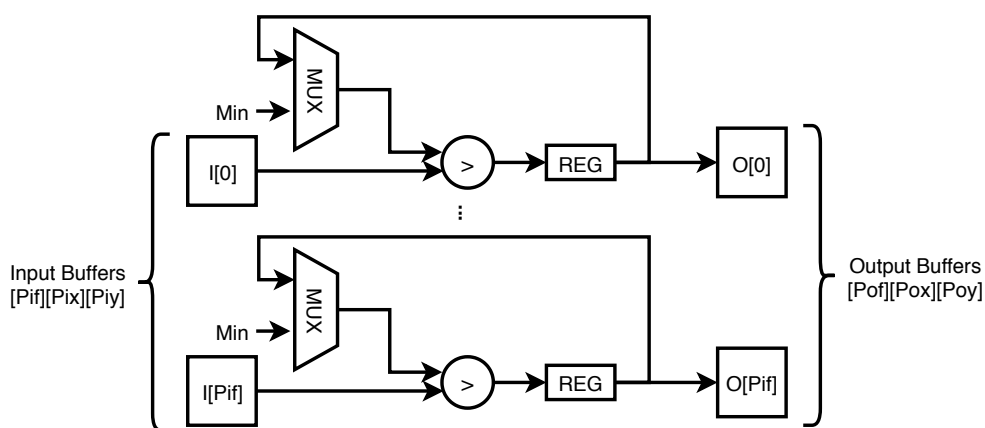 MUX
Min
I[0]
>
REG
O[0]
...
Input Buffers
[Pif][Pix][Piy]
Output Buffers
[Pof][Pox][Poy]
MUX
Min
I[Pif]
>
REG
O[Pif]